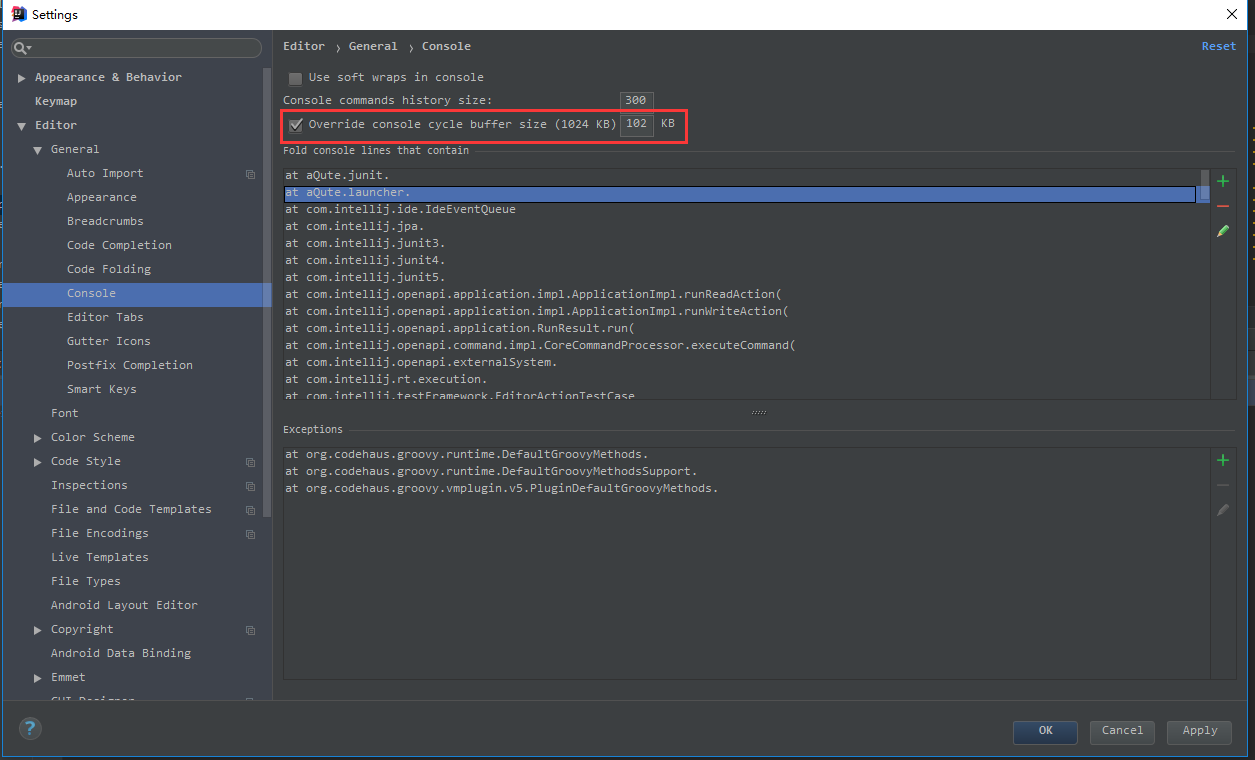 Settings
Editor › General › Console
Reset
Appearance & Behavior
Keymap
Editor
General
Auto Import
Appearance
Breadcrumbs
Code Completion
Code Folding
Console
Editor Tabs
Gutter Icons
Postfix Completion
Smart Keys
Font
Color Scheme
Code Style
Inspections
File and Code Templates
File Encodings
Live Templates
File Types
Android Layout Editor
Copyright
Android Data Binding
Emmet
GUI Designer
Use soft wraps in console
Console commands history size: 300
Override console cycle buffer size (1024 KB) 102 KB
Fold console lines that contain
at aQute.junit.
at aQute.launcher.
at com.intellij.ide.IdeEventQueue
at com.intellij.jpa.
at com.intellij.junit3.
at com.intellij.junit4.
at com.intellij.junit5.
at com.intellij.openapi.application.impl.ApplicationImpl.runReadAction(
at com.intellij.openapi.application.impl.ApplicationImpl.runWriteAction(
at com.intellij.openapi.application.RunResult.run(
at com.intellij.openapi.command.impl.CoreCommandProcessor.executeCommand(
at com.intellij.openapi.externalSystem.
at com.intellij.rt.execution.
at com.intellij.testFramework.EditorActionTestCase
Exceptions
at org.codehaus.groovy.runtime.DefaultGroovyMethods.
at org.codehaus.groovy.runtime.DefaultGroovyMethodsSupport.
at org.codehaus.groovy.vmplugin.v5.PluginDefaultGroovyMethods.
?
OK
Cancel
Apply